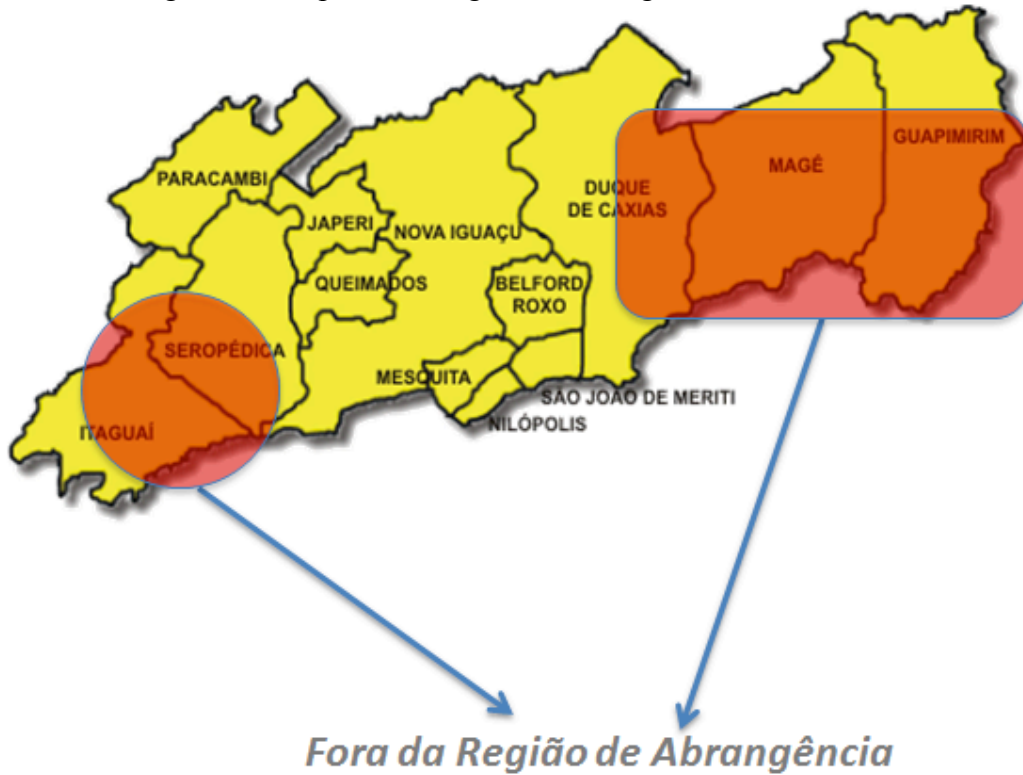 PARACAMBI
JAPERI
NOVA IGUAÇU
DUQUE
DE CAXIAS
MAGÉ
GUAPIMIRIM
QUEIMADOS
BELFORD
ROXO
SEROPÉDICA
MESQUITA
SÃO JOÃO DE MERITI
NILÓPOLIS
ITAGUAÍ
Fora da Região de Abrangência